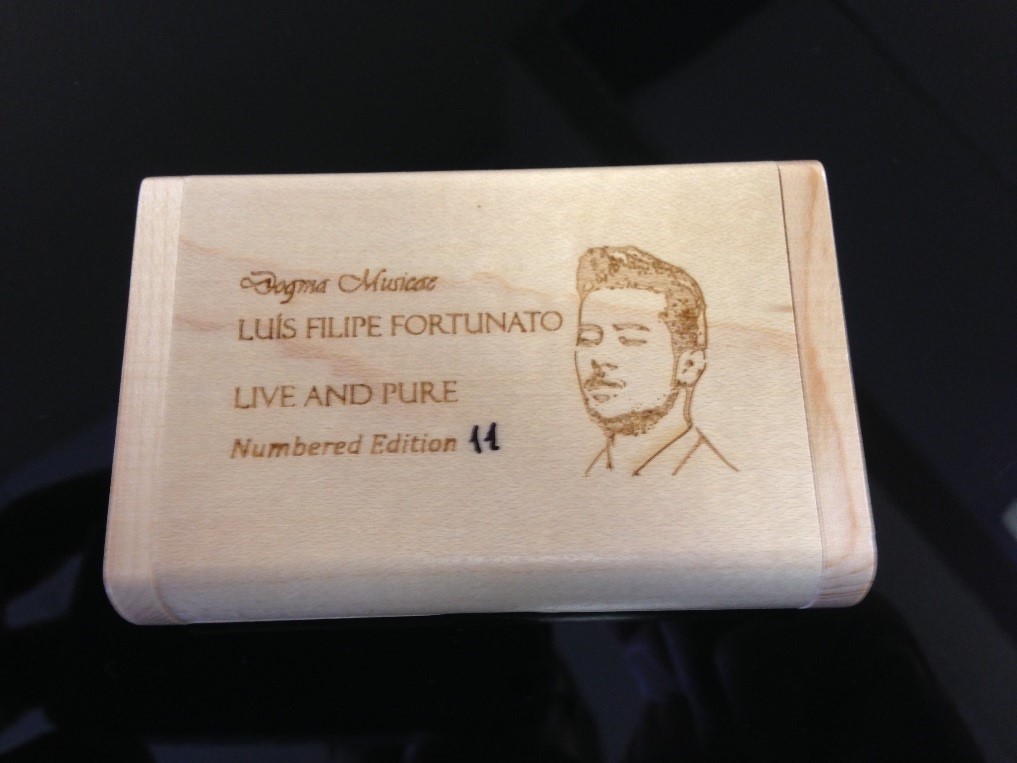 Dogma Musicae
LUÍS FILIPE FORTUNATO
LIVE AND PURE
Numbered Edition 11